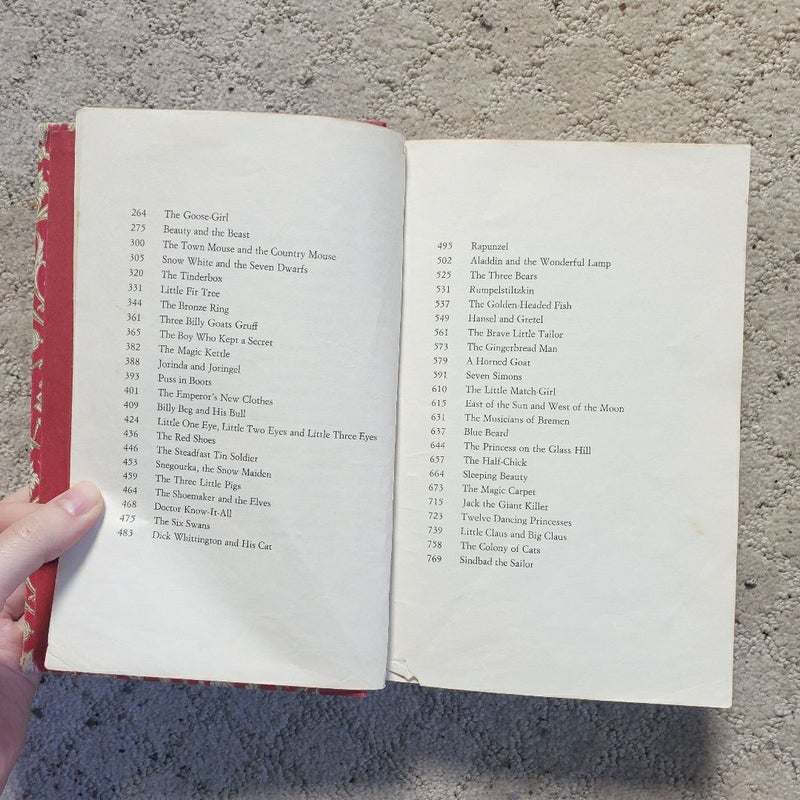 264 The Goose-Girl
275 Beauty and the Beast
300 The Town Mouse and the Country Mouse
305 Snow White and the Seven Dwarfs
320 The Tinderbox
331 Little Fir Tree
344 The Bronze Ring
361 Three Billy Goats Gruff
365 The Boy Who Kept a Secret
382 The Magic Kettle
388 Jorinda and Joringel
393 Puss in Boots
401 The Emperor's New Clothes
409 Billy Beg and His Bull
424 Little One Eye, Little Two Eyes and Little Three Eyes
436 The Red Shoes
446 The Steadfast Tin Soldier
453 Snegourka, the Snow Maiden
459 The Three Little Pigs
464 The Shoemaker and the Elves
468 Doctor Know-It-All
475 The Six Swans
483 Dick Whittington and His Cat
495 Rapunzel
502 Aladdin and the Wonderful Lamp
525 The Three Bears
531 Rumpelstiltzkin
537 The Golden-Headed Fish
549 Hansel and Gretel
561 The Brave Little Tailor
573 The Gingerbread Man
579 A Horned Goat
591 Seven Simons
610 The Little Match-Girl
615 East of the Sun and West of the Moon
631 The Musicians of Bremen
637 Blue Beard
644 The Princess on the Glass Hill
657 The Half-Chick
664 Sleeping Beauty
673 The Magic Carpet
715 Jack the Giant Killer
723 Twelve Dancing Princesses
739 Little Claus and Big Claus
758 The Colony of Cats
769 Sindbad the Sailor